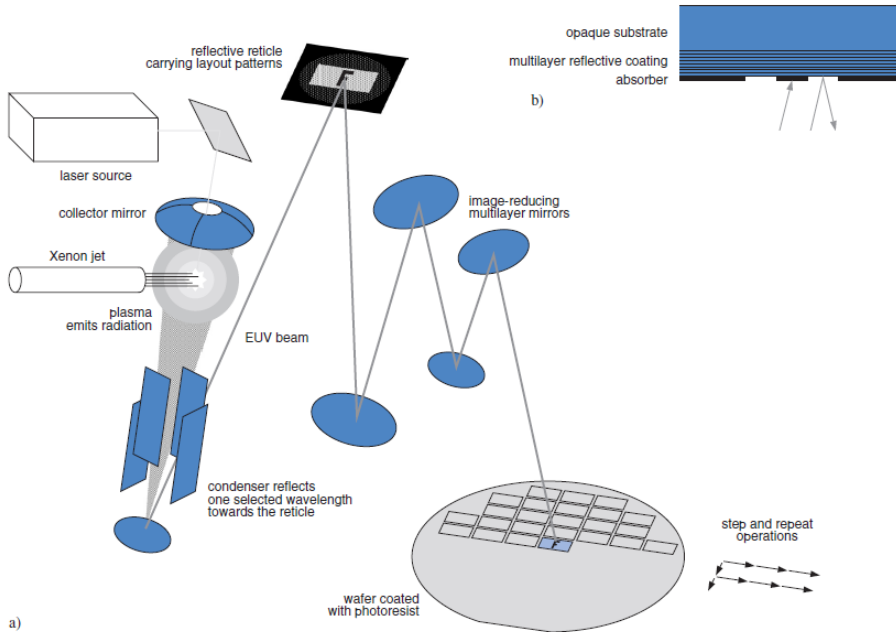 reflective reticle
carrying layout patterns
F
opaque substrate
multilayer reflective coating
absorber
b)
laser source
collector mirror
image-reducing
multilayer mirrors
Xenon jet
plasma
emits radiation
EUV beam
condenser reflects
one selected wavelength
towards the reticle
F
step and repeat
operations
wafer coated
with photoresist
a)